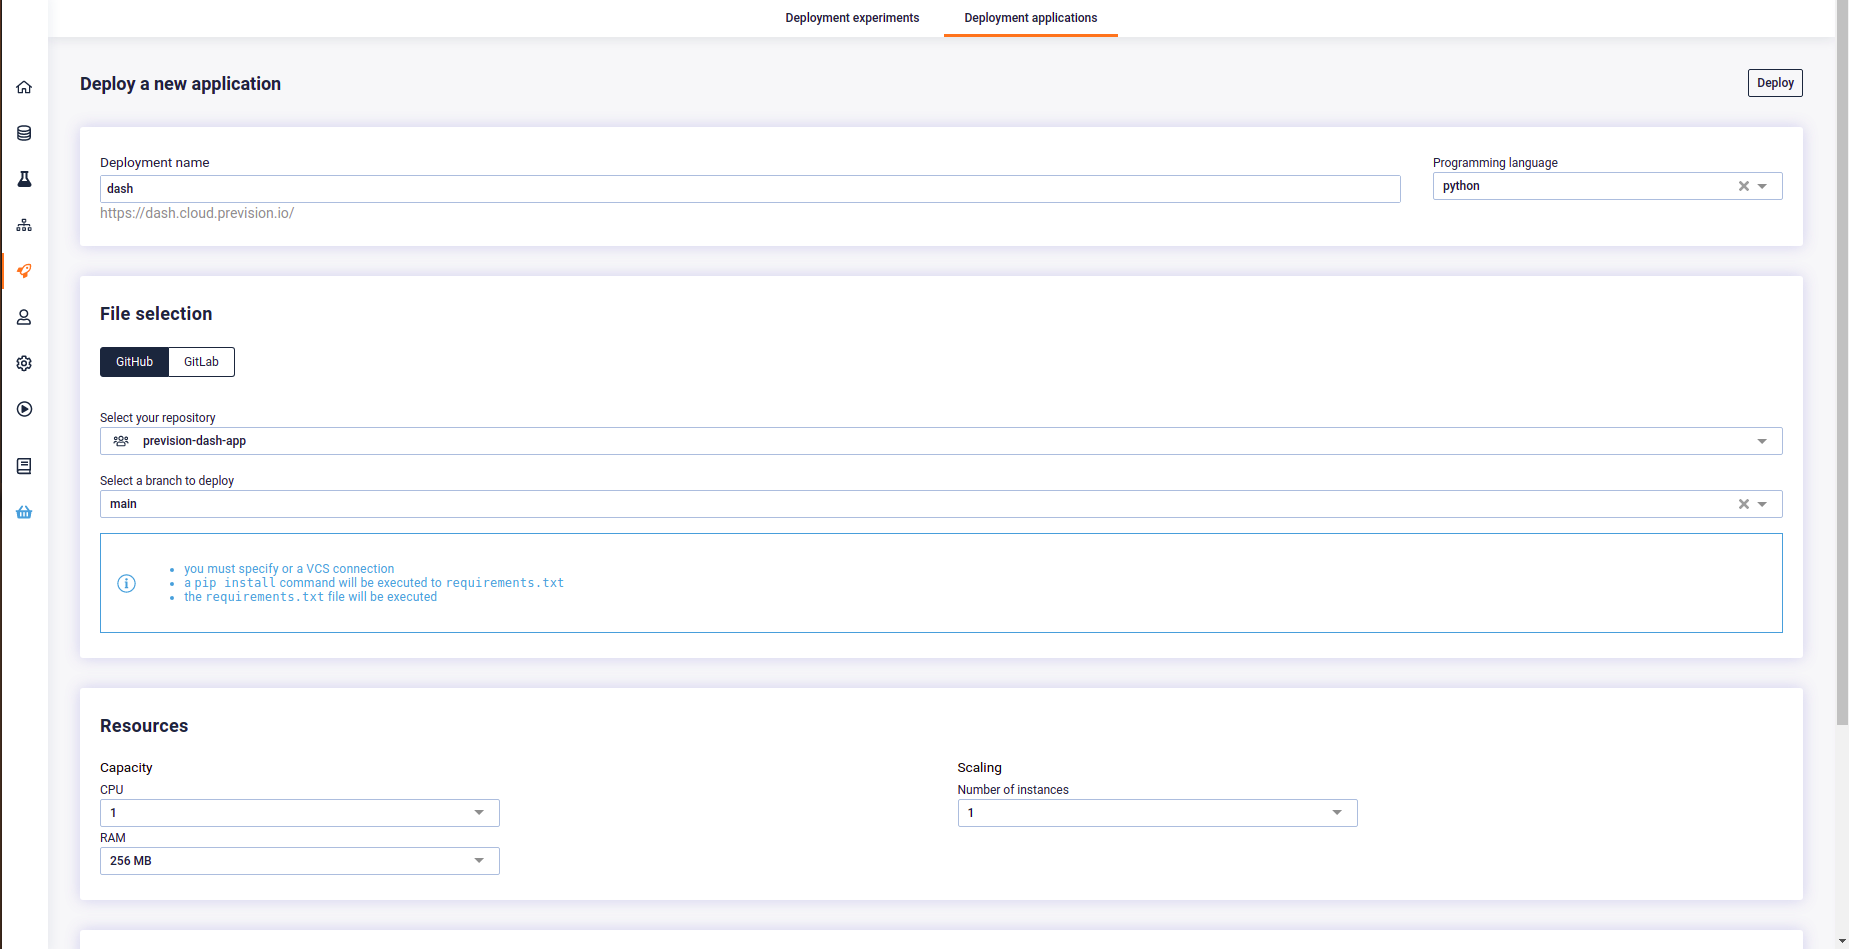 Deployment experiments
Deployment applications
Deploy a new application
Deploy
Deployment name
dash
https://dash.cloud.prevision.io/
Programming language
python
File selection
GitHub
GitLab
Select your repository
prevision-dash-app
Select a branch to deploy
main
you must specify or a VCS connection
a pip install command will be executed to requirements.txt
the requirements.txt file will be executed
Resources
Capacity
CPU
1
RAM
256 MB
Scaling
Number of instances
1